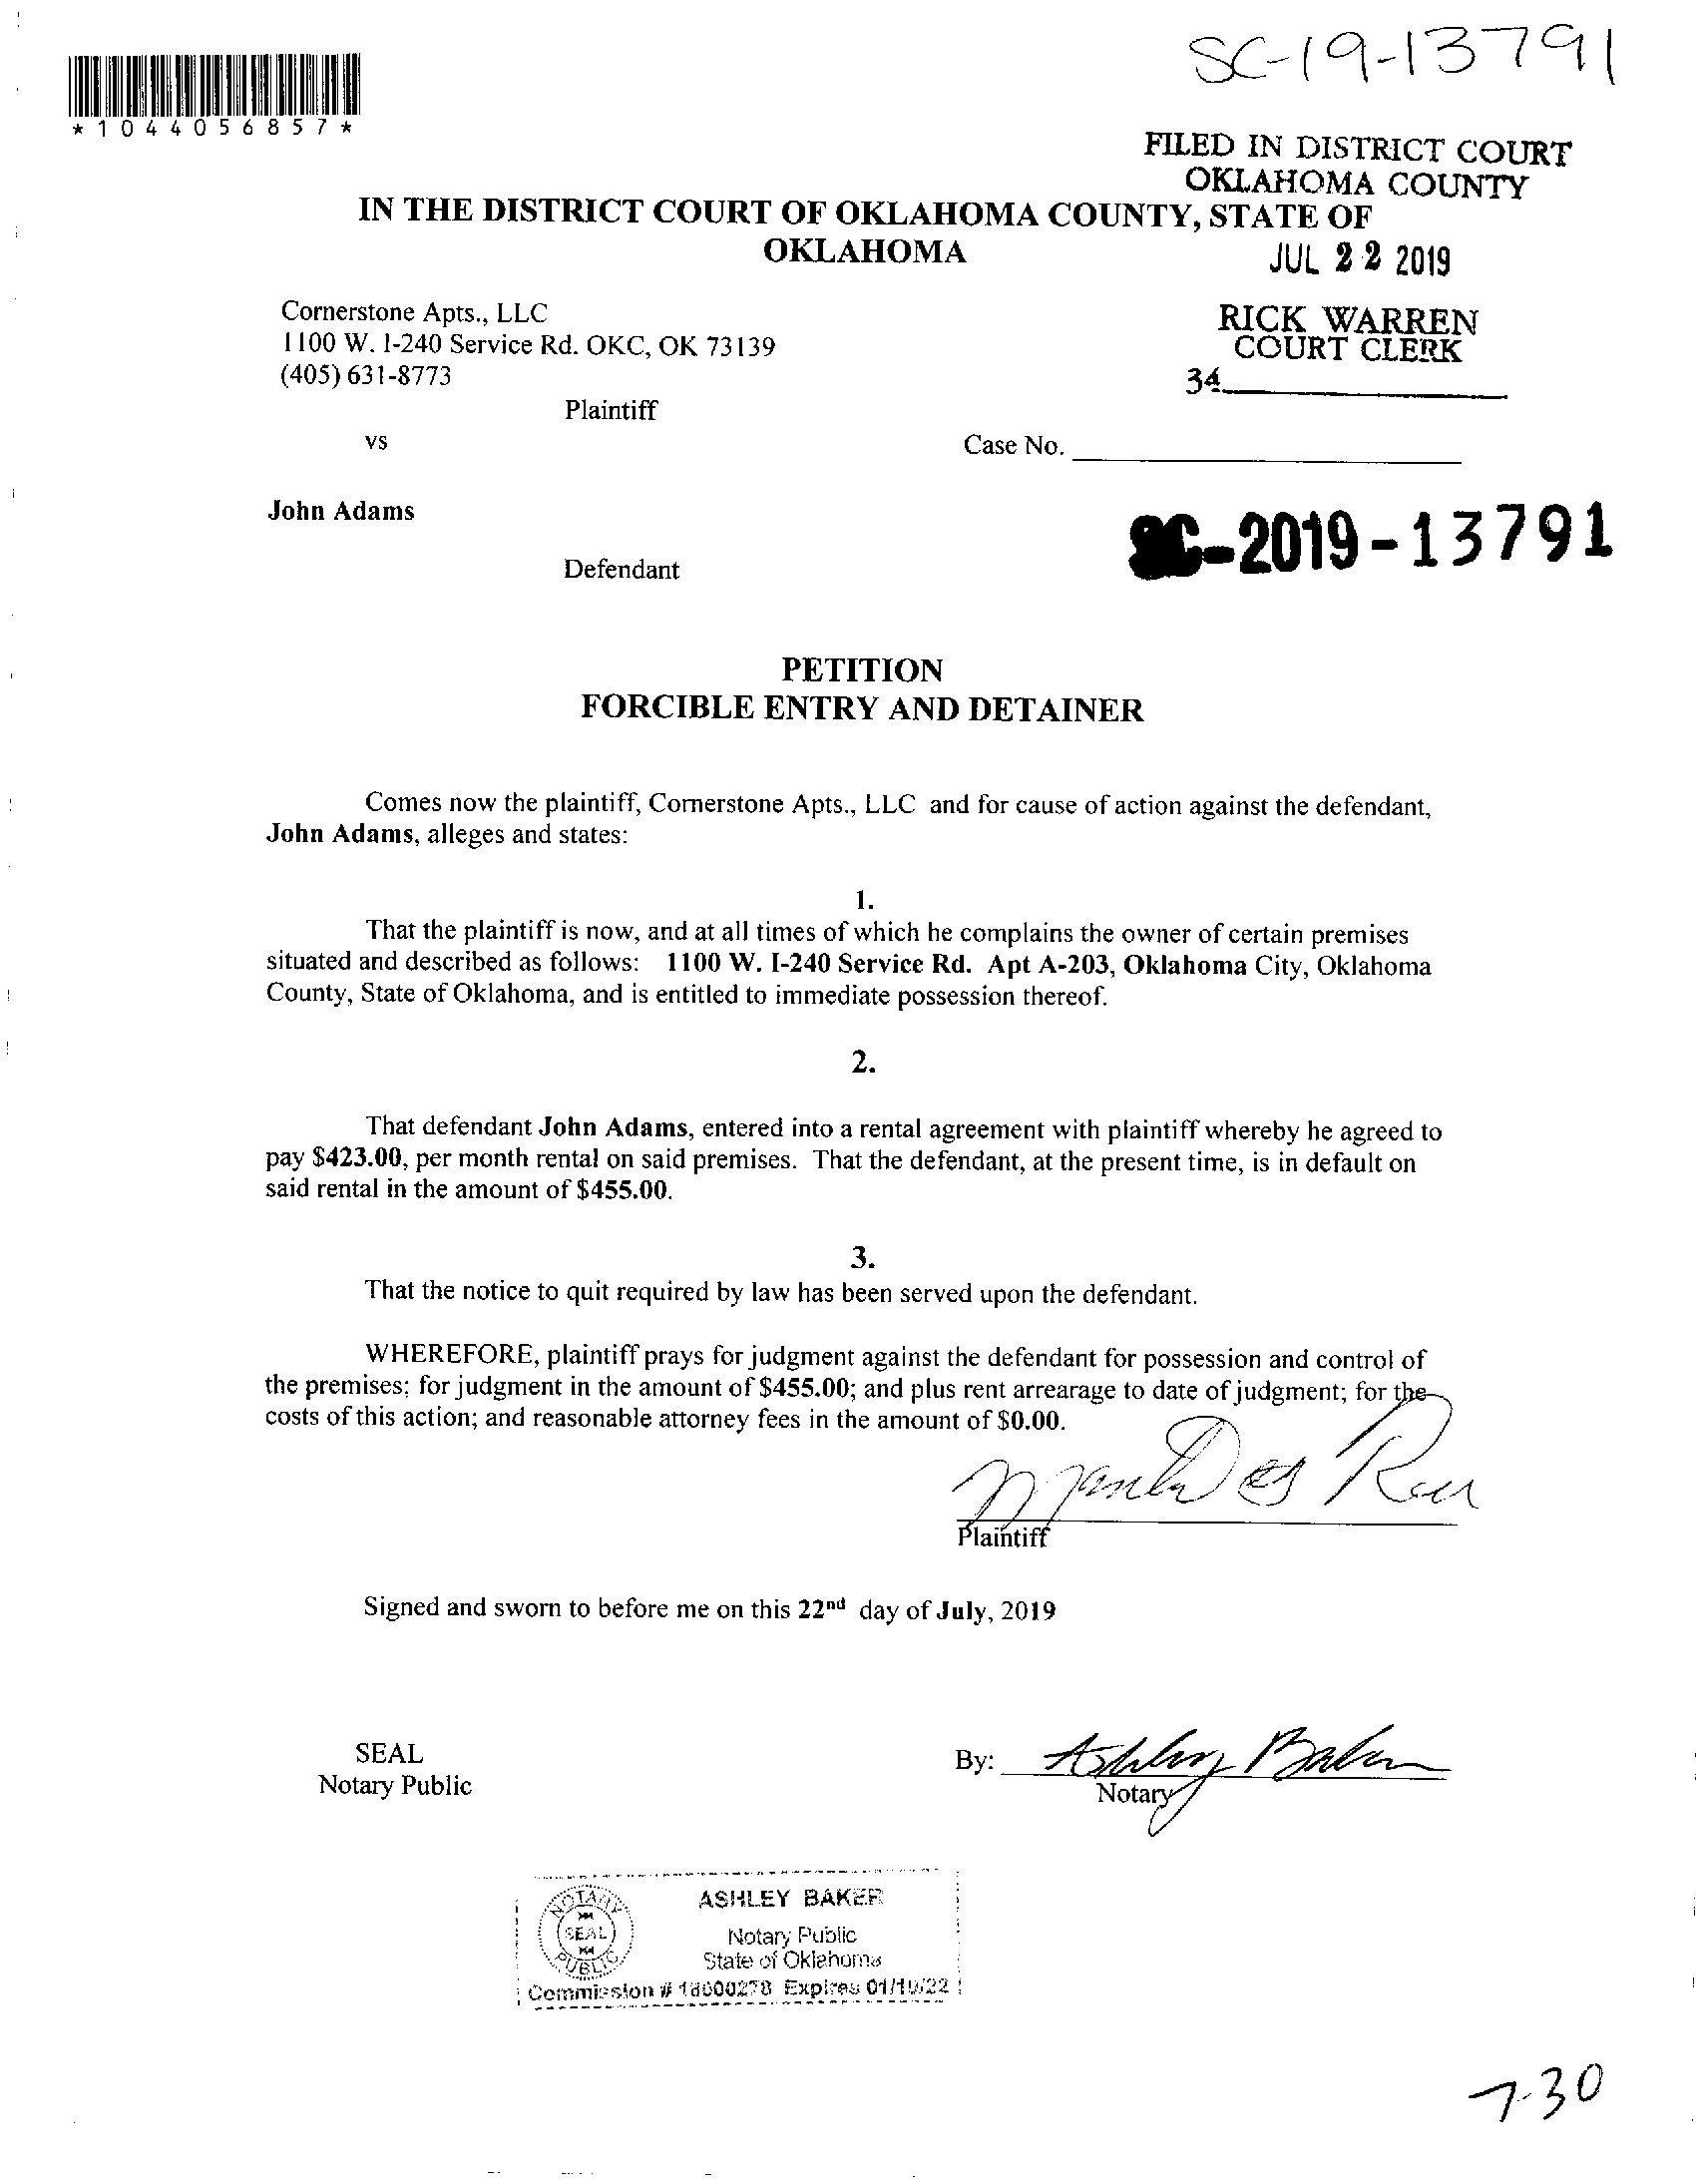 SC-19-13791
*1044056857*
FILED IN DISTRICT COURT
OKLAHOMA COUNTY
IN THE DISTRICT COURT OF OKLAHOMA COUNTY, STATE OF
OKLAHOMA
JUL 22 2019
Cornerstone Apts., LLC
1100 W. I-240 Service Rd. OKC, OK 73139
(405) 631-8773
RICK WARREN
COURT CLERK
34
Plaintiff
vs
Case No.
John Adams
SC-2019-13791
Defendant
PETITION
FORCIBLE ENTRY AND DETAINER
Comes now the plaintiff, Cornerstone Apts., LLC and for cause of action against the defendant,
John Adams, alleges and states:
1.
That the plaintiff is now, and at all times of which he complains the owner of certain premises
situated and described as follows: 1100 W. I-240 Service Rd. Apt A-203, Oklahoma City, Oklahoma
County, State of Oklahoma, and is entitled to immediate possession thereof.
2.
That defendant John Adams, entered into a rental agreement with plaintiff whereby he agreed to
pay $423.00, per month rental on said premises. That the defendant, at the present time, is in default on
said rental in the amount of $455.00.
3.
That the notice to quit required by law has been served upon the defendant.
WHEREFORE, plaintiff prays for judgment against the defendant for possession and control of
the premises; for judgment in the amount of $455.00; and plus rent arrearage to date of judgment; for the
costs of this action; and reasonable attorney fees in the amount of $0.00.
Plaintiff
Signed and sworn to before me on this 22nd day of July, 2019
SEAL
Notary Public
By: Ashley Baker
Notary
NOTARY
SEAL
PUBLIC
ASHLEY BAKER
Notary Public
State of Oklahoma
Commission # 18000278 Expires 01/10/22
7-30